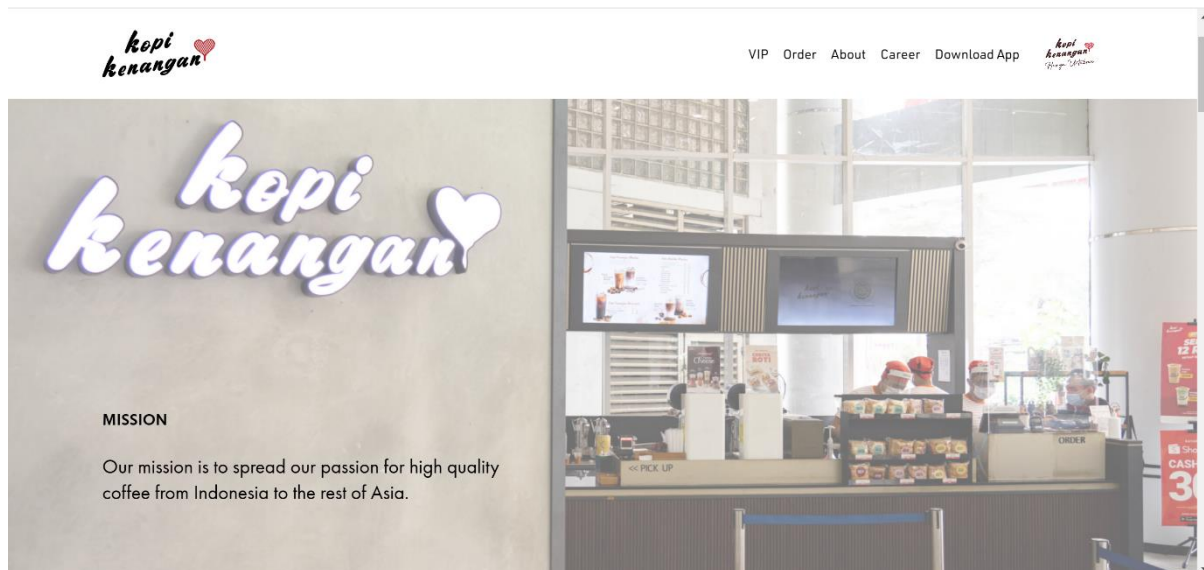 kopi
kenangan
VIP Order About Career Download App
kopi
kenangan
kopi
kenangan
MISSION
Our mission is to spread our passion for high quality
coffee from Indonesia to the rest of Asia.
<< PICK UP
ORDER
CASH